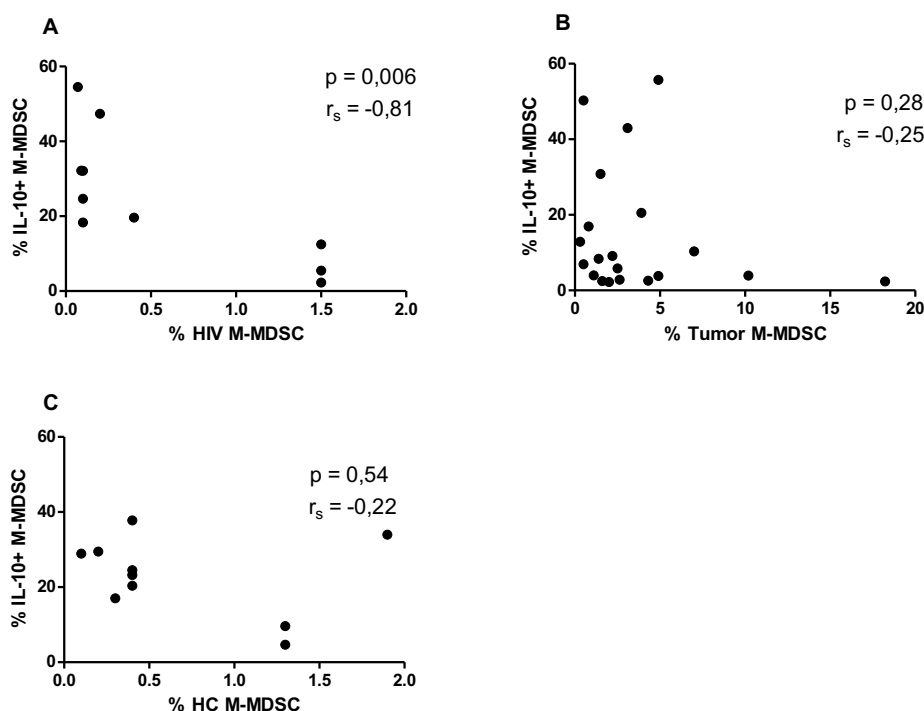 A
p = 0,006
rs = -0,81
% IL-10+ M-MDSC
60
40
20
0
0.0 0.5 1.0 1.5 2.0
% HIV M-MDSC
B
p = 0,28
rs = -0,25
% IL-10+ M-MDSC
60
40
20
0
0 5 10 15 20
% Tumor M-MDSC
C
p = 0,54
rs = -0,22
% IL-10+ M-MDSC
60
40
20
0
0.0 0.5 1.0 1.5 2.0
% HC M-MDSC